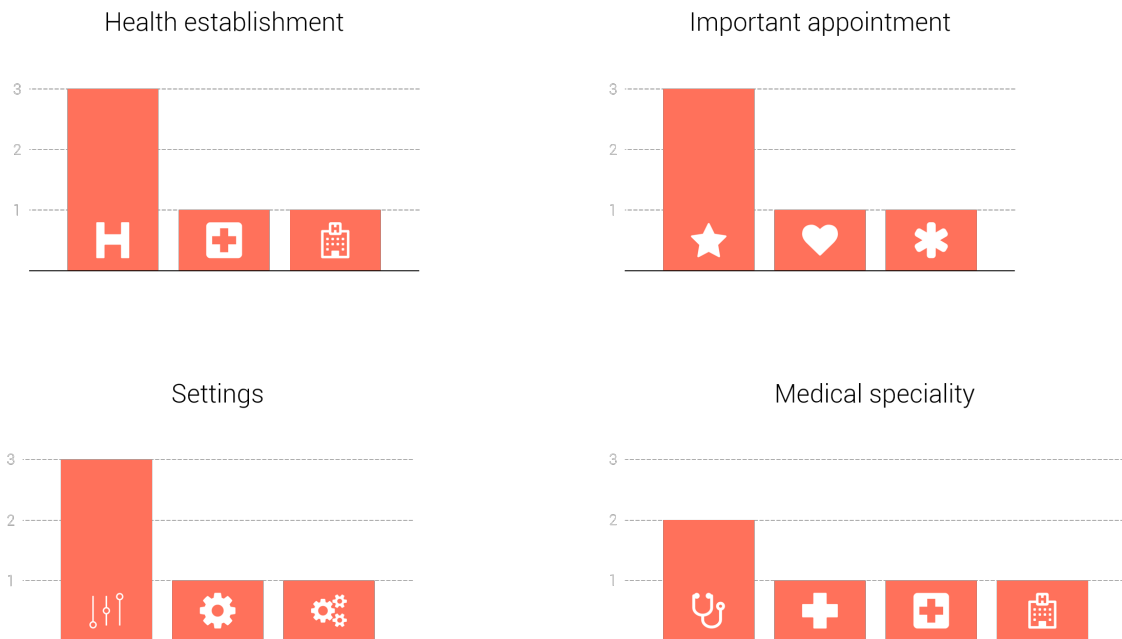 Health establishment
Important appointment
3
2
1
H
H
3
2
1
Settings
Medical speciality
3
2
1
3
2
1
H